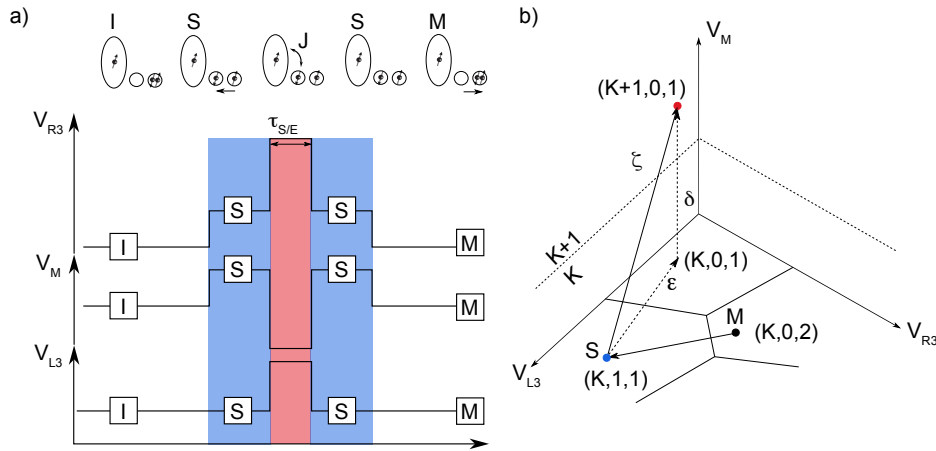 a)
I
S
J
S
M
V_R3
τ_S/E
S
S
I
M
V_M
S
S
I
M
V_L3
I
S
S
M
b)
V_M
(K+1,0,1)
ζ
δ
K+1
K
(K,0,1)
ε
M
(K,0,2)
V_R3
S
(K,1,1)
V_L3